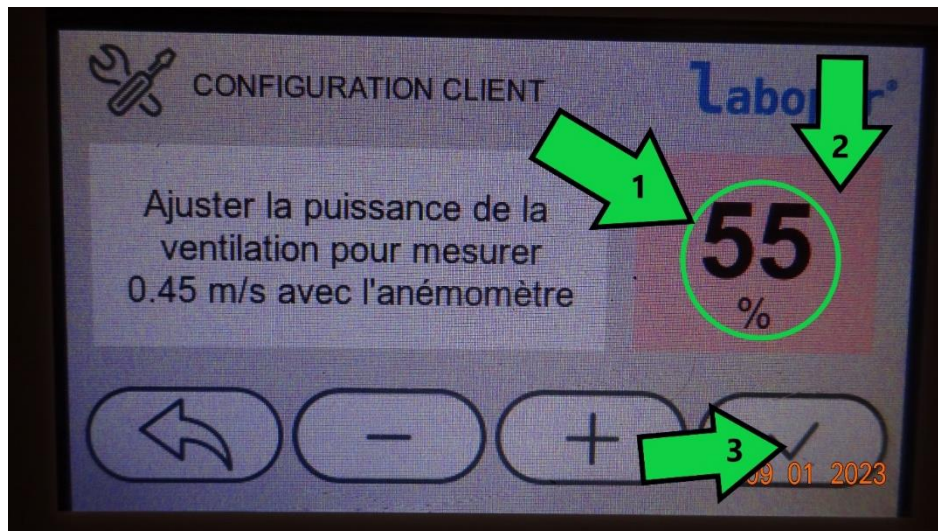 CONFIGURATION CLIENT
Ajuster la puissance de la
ventilation pour mesurer
0.45 m/s avec l'anémomètre
1
2
55
%
−
+
3
09 01 2023